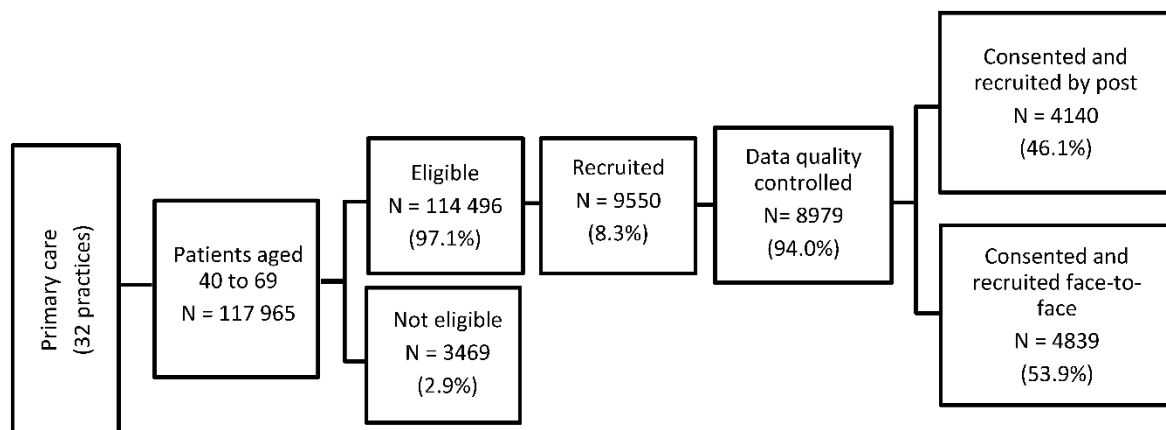 Primary care
(32 practices)
Patients aged
40 to 69
N = 117 965
Eligible
N = 114 496
(97.1%)
Not eligible
N = 3469
(2.9%)
Recruited
N = 9550
(8.3%)
Data quality
controlled
N= 8979
(94.0%)
Consented and
recruited by post
N = 4140
(46.1%)
Consented and
recruited face-to-
face
N = 4839
(53.9%)